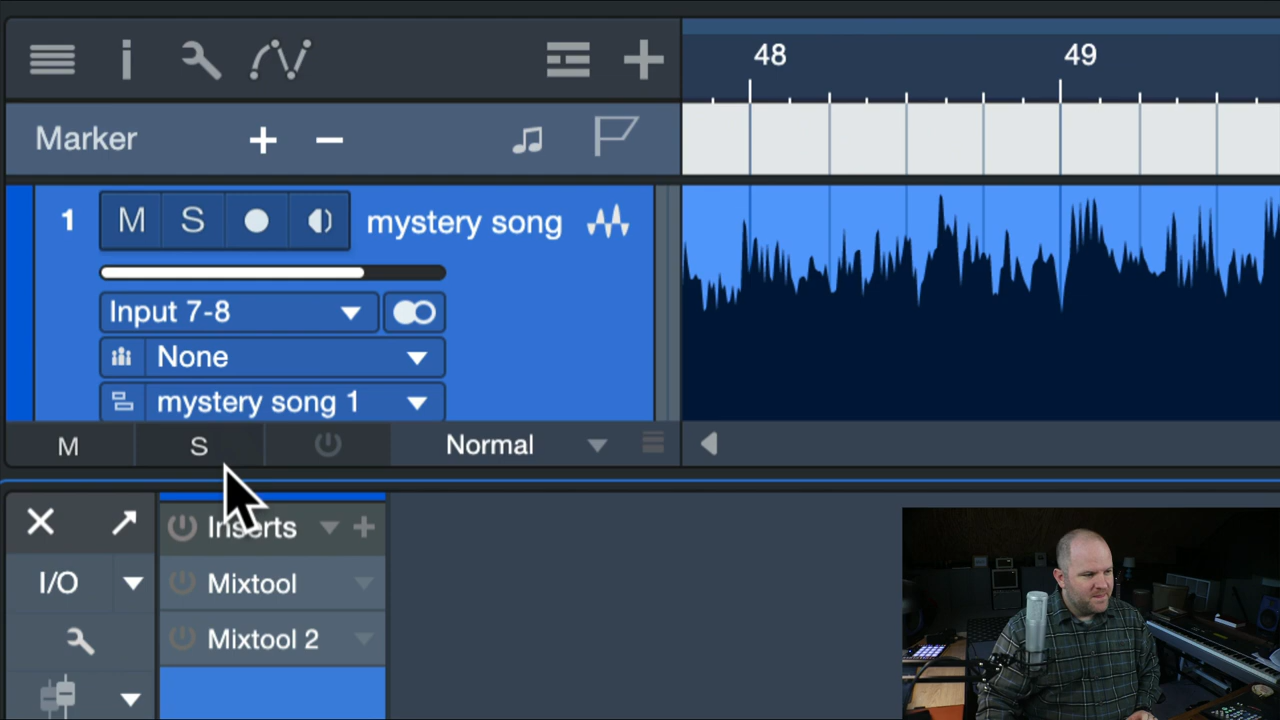 48 49
Marker + −
1 M S mystery song
Input 7-8
None
mystery song 1
M S Normal
Inserts +
I/O Mixtool
Mixtool 2